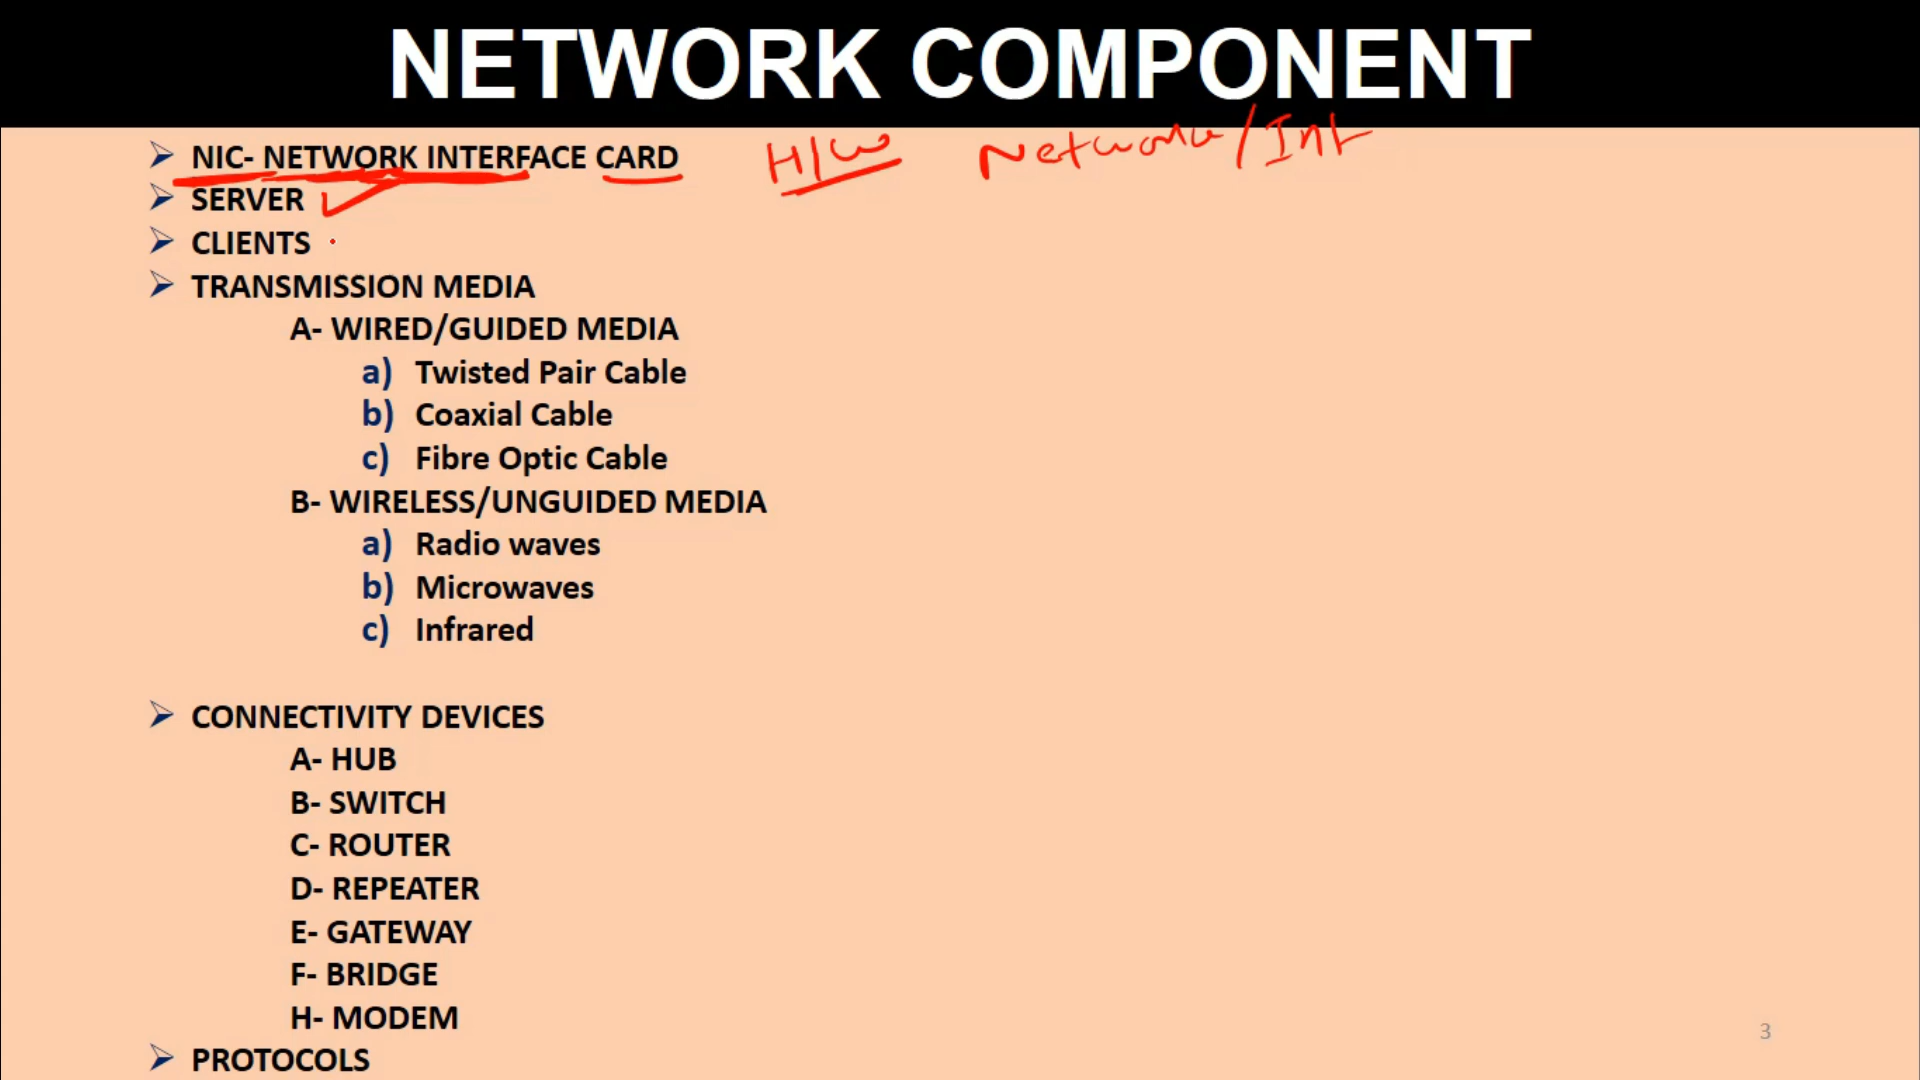 NETWORK COMPONENT
➢ NIC- NETWORK INTERFACE CARD H/W Network/Int
➢ SERVER
➢ CLIENTS
➢ TRANSMISSION MEDIA
A- WIRED/GUIDED MEDIA
a) Twisted Pair Cable
b) Coaxial Cable
c) Fibre Optic Cable
B- WIRELESS/UNGUIDED MEDIA
a) Radio waves
b) Microwaves
c) Infrared
➢ CONNECTIVITY DEVICES
A- HUB
B- SWITCH
C- ROUTER
D- REPEATER
E- GATEWAY
F- BRIDGE
H- MODEM
3
➢ PROTOCOLS